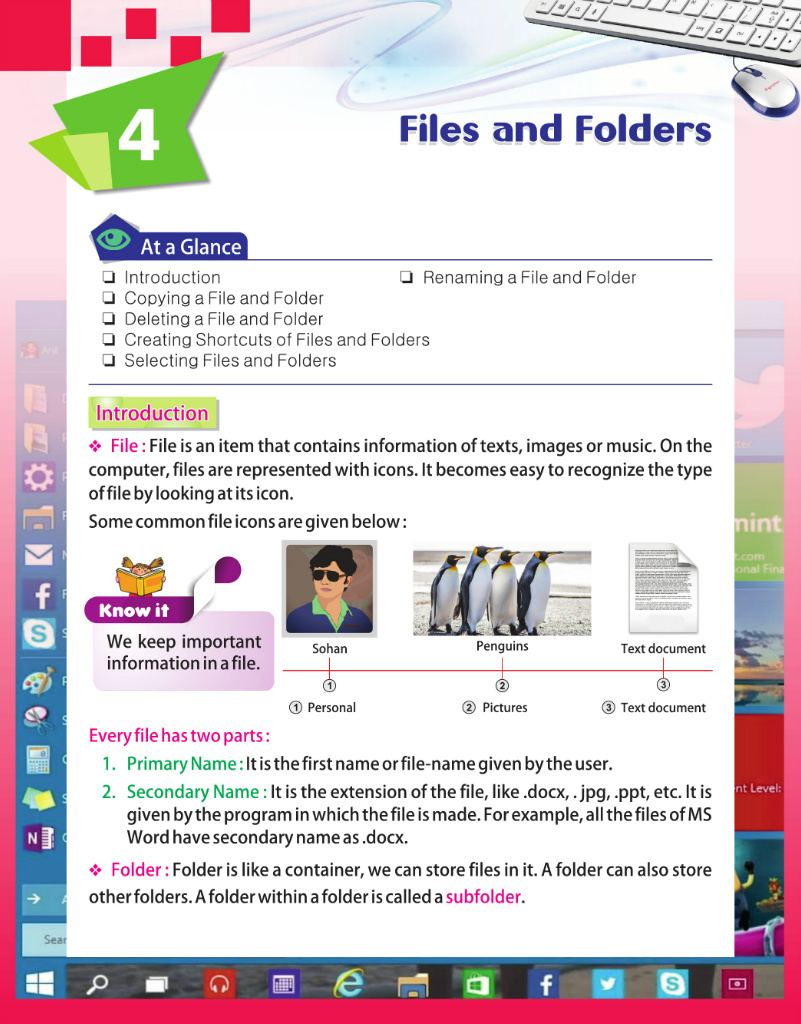 4
Files and Folders
At a Glance
❑ Introduction
❑ Renaming a File and Folder
❑ Copying a File and Folder
❑ Deleting a File and Folder
❑ Creating Shortcuts of Files and Folders
❑ Selecting Files and Folders
Introduction
❖ File : File is an item that contains information of texts, images or music. On the
computer, files are represented with icons. It becomes easy to recognize the type
of file by looking at its icon.
Some common file icons are given below :
Know it
We keep important
information in a file.
Sohan
Penguins
Text document
1
2
3
1 Personal
2 Pictures
3 Text document
Every file has two parts :
1. Primary Name : It is the first name or file-name given by the user.
2. Secondary Name : It is the extension of the file, like .docx, . jpg, .ppt, etc. It is
given by the program in which the file is made. For example, all the files of MS
Word have secondary name as .docx.
❖ Folder : Folder is like a container, we can store files in it. A folder can also store
other folders. A folder within a folder is called a subfolder.
mint
nt Level:
Sear